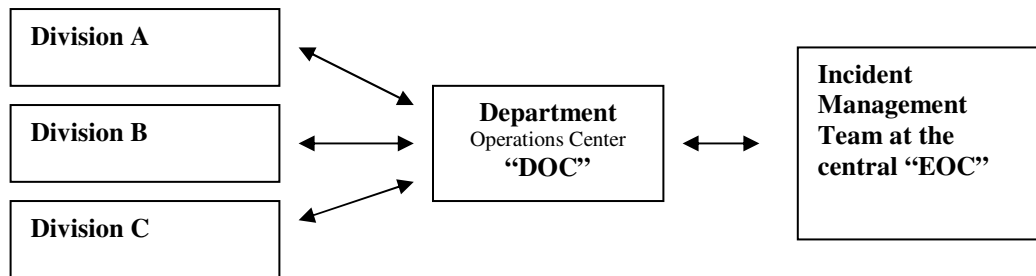 Division A
Division B
Division C
Department
Operations Center
“DOC”
Incident
Management
Team at the
central “EOC”